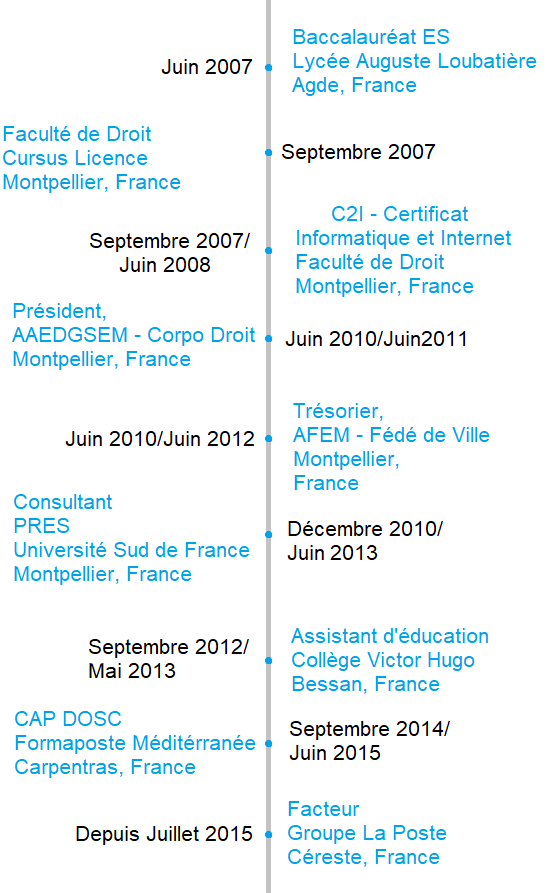 Juin 2007
Baccalauréat ES
Lycée Auguste Loubatière
Agde, France
Faculté de Droit
Cursus Licence
Montpellier, France
Septembre 2007
Septembre 2007/
Juin 2008
C2I - Certificat
Informatique et Internet
Faculté de Droit
Montpellier, France
Président,
AAEDGSEM - Corpo Droit
Montpellier, France
Juin 2010/Juin2011
Juin 2010/Juin 2012
Trésorier,
AFEM - Fédé de Ville
Montpellier,
France
Consultant
PRES
Université Sud de France
Montpellier, France
Décembre 2010/
Juin 2013
Septembre 2012/
Mai 2013
Assistant d'éducation
Collège Victor Hugo
Bessan, France
CAP DOSC
Formaposte Méditérranée
Carpentras, France
Septembre 2014/
Juin 2015
Depuis Juillet 2015
Facteur
Groupe La Poste
Céreste, France